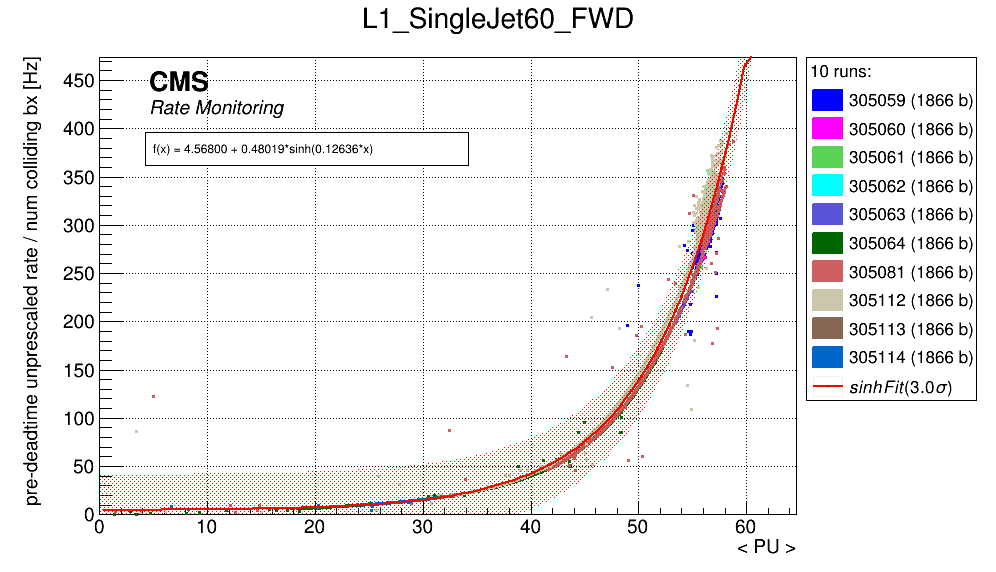 L1_SingleJet60_FWD
pre-deadtime unprescaled rate / num colliding bx [Hz]
CMS
Rate Monitoring
f(x) = 4.56800 + 0.48019*sinh(0.12636*x)
450
400
350
300
250
200
150
100
50
0
0 10 20 30 40 50 60
< PU >
10 runs:
305059 (1866 b)
305060 (1866 b)
305061 (1866 b)
305062 (1866 b)
305063 (1866 b)
305064 (1866 b)
305081 (1866 b)
305112 (1866 b)
305113 (1866 b)
305114 (1866 b)
sinhFit(3.0σ)